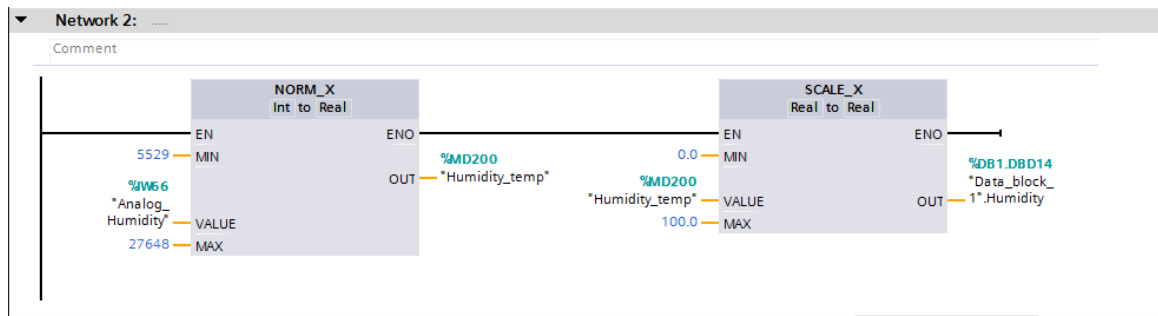 Network 2: .....
Comment
NORM_X
Int to Real
EN
ENO
5529
MIN
%MD200
"Humidity_temp"
OUT
%IW66
"Analog_
Humidity"
VALUE
27648
MAX
SCALE_X
Real to Real
EN
ENO
0.0
MIN
%DB1.DBD14
"Data_block_
1".Humidity
OUT
%MD200
"Humidity_temp"
VALUE
100.0
MAX